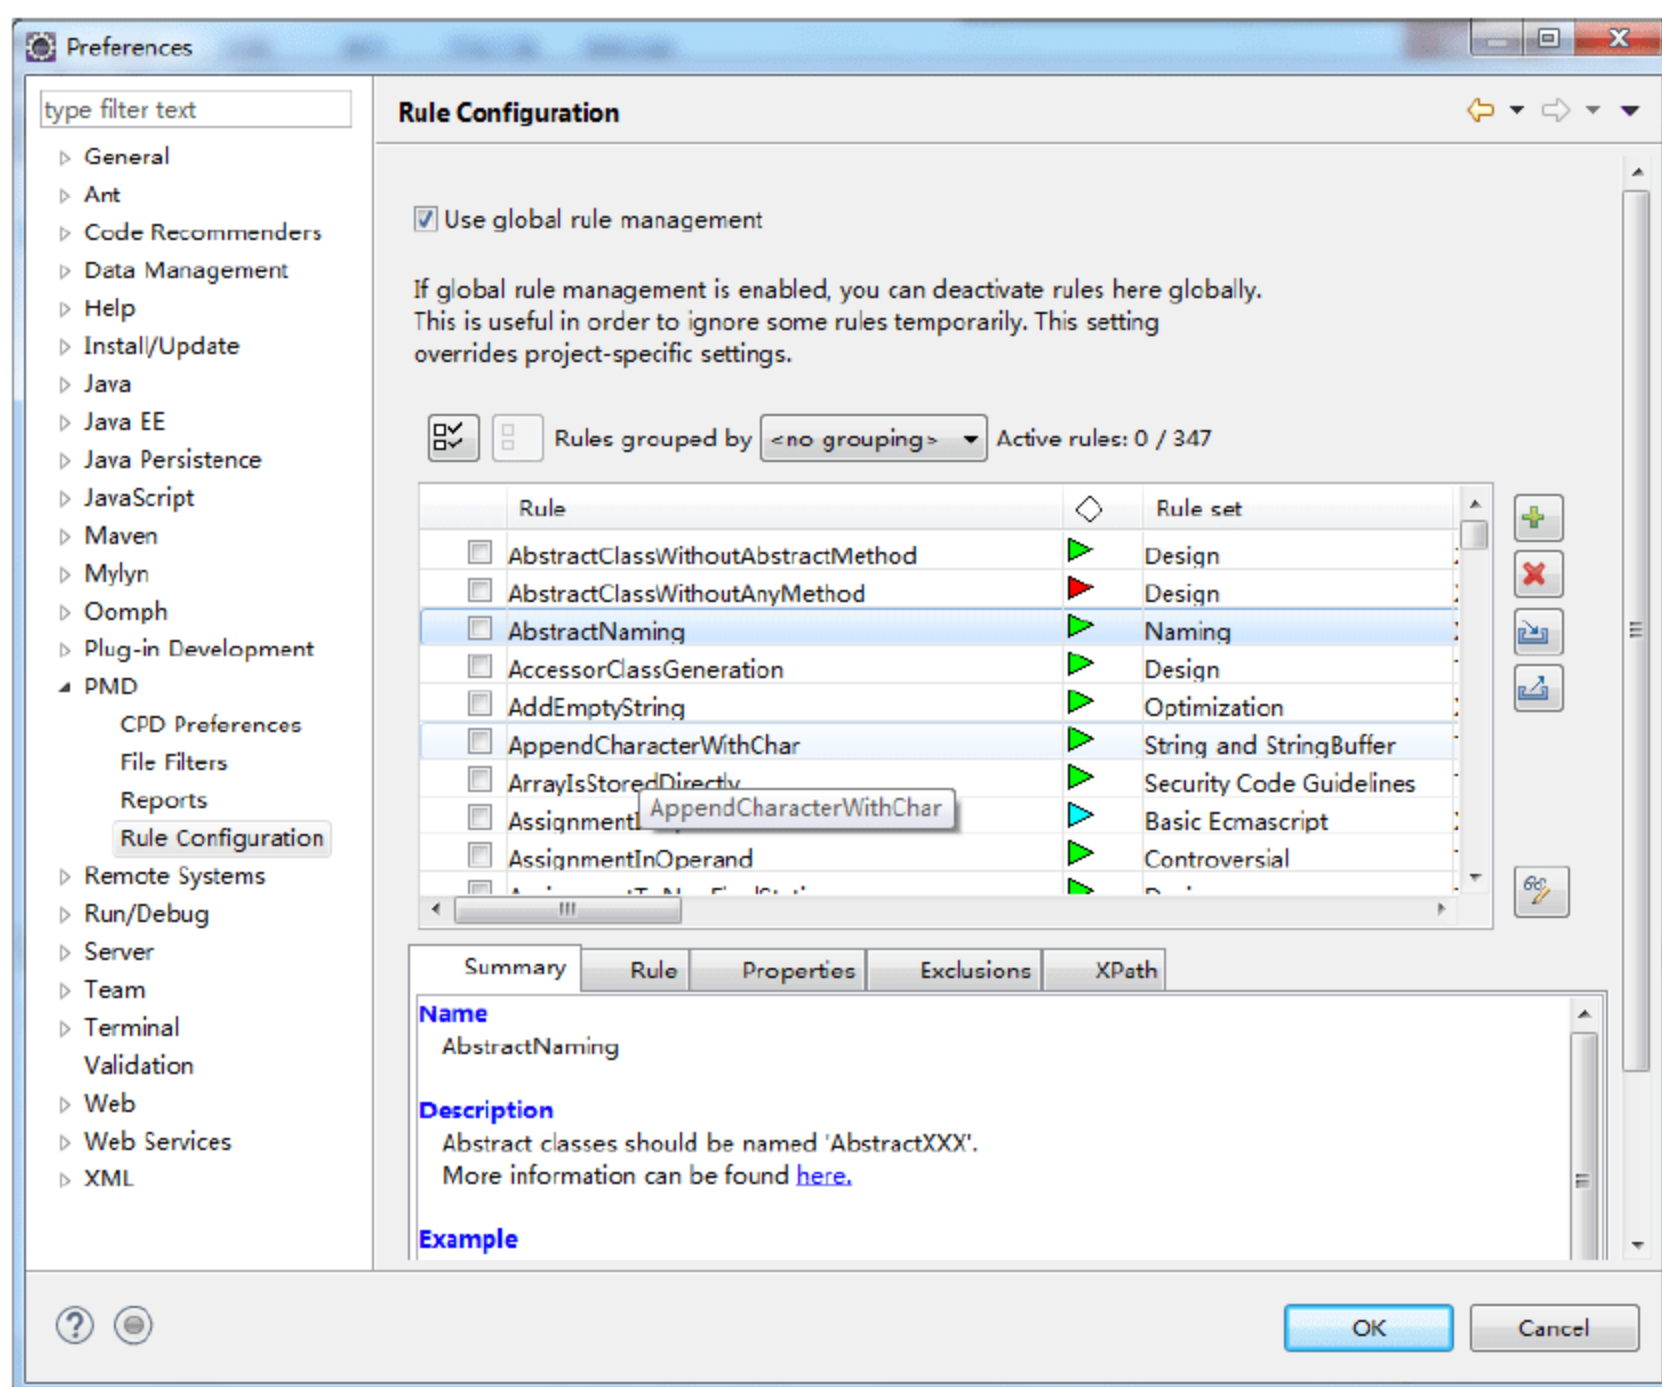 Preferences
type filter text
General
Ant
Code Recommenders
Data Management
Help
Install/Update
Java
Java EE
Java Persistence
JavaScript
Maven
Mylyn
Oomph
Plug-in Development
PMD
CPD Preferences
File Filters
Reports
Rule Configuration
Remote Systems
Run/Debug
Server
Team
Terminal
Validation
Web
Web Services
XML
Rule Configuration
Use global rule management
If global rule management is enabled, you can deactivate rules here globally.
This is useful in order to ignore some rules temporarily. This setting
overrides project-specific settings.
Rules grouped by <no grouping> Active rules: 0 / 347
Rule Rule set
AbstractClassWithoutAbstractMethod Design
AbstractClassWithoutAnyMethod Design
AbstractNaming Naming
AccessorClassGeneration Design
AddEmptyString Optimization
AppendCharacterWithChar String and StringBuffer
ArrayIsStoredDirectly Security Code Guidelines
AppendCharacterWithChar
Basic Ecmascript
AssignmentInOperand Controversial
Summary Rule Properties Exclusions XPath
Name
AbstractNaming
Description
Abstract classes should be named 'AbstractXXX'.
More information can be found here.
Example
OK Cancel